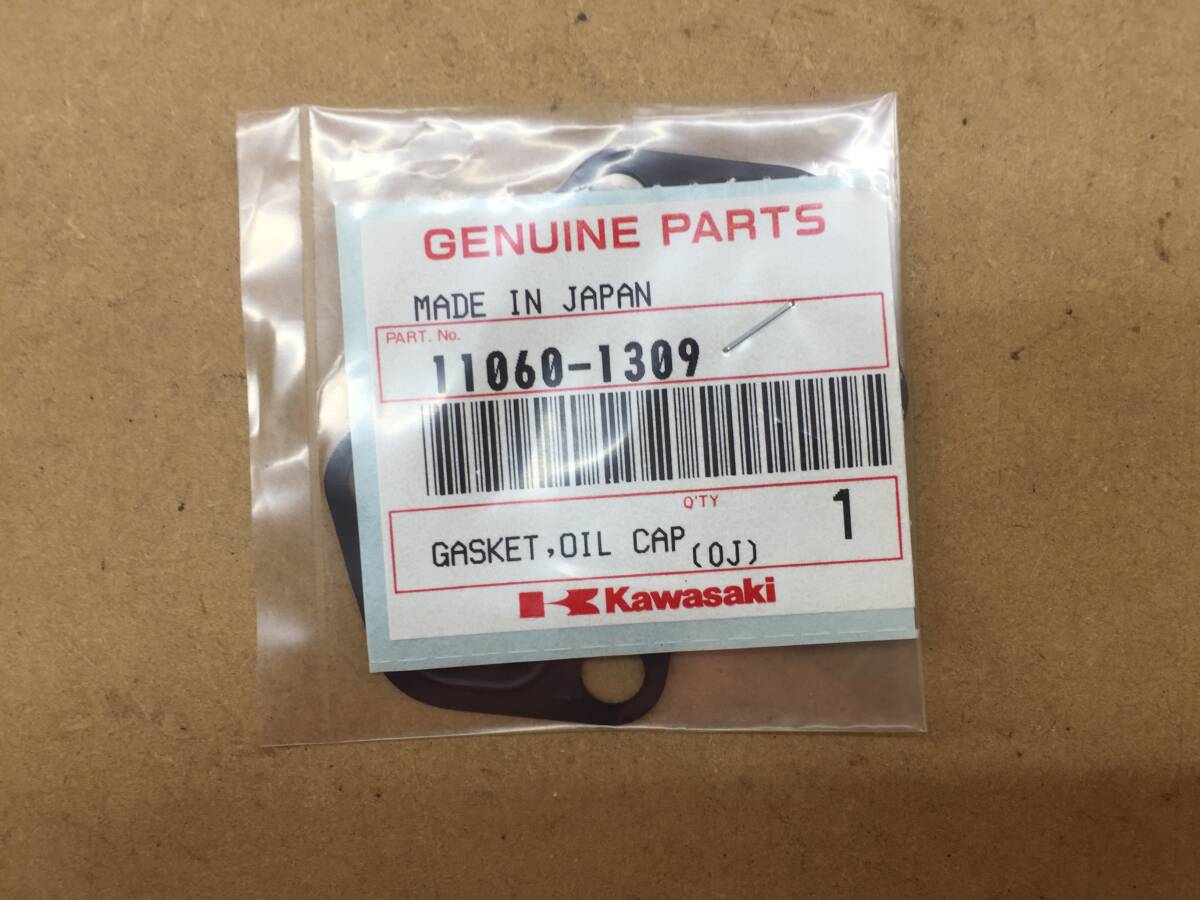 GENUINE PARTS
MADE IN JAPAN
PART. No.
11060-1309
Q'TY
1
GASKET,OIL CAP(OJ)
Kawasaki